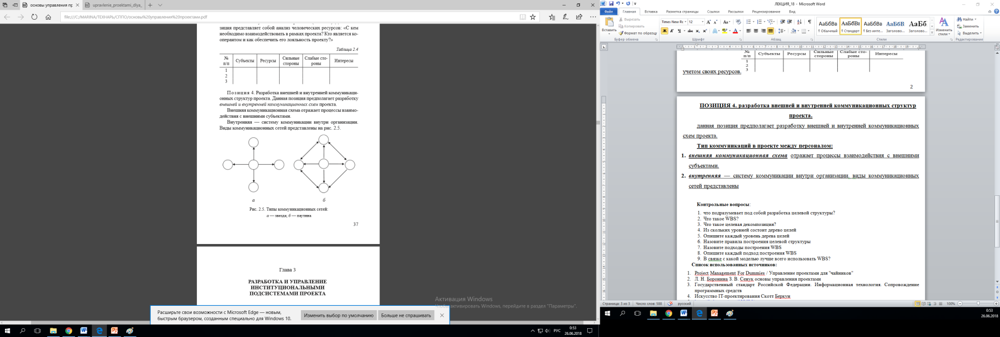 основы управления пр
upravlenie_proektami_dlya_
file:///C:/MARINA/ТЕХНАРЬ/СППО/основы%20управления%20проектами.pdf
зиция представляет собой анализ человеческих ресурсов: «С кем
необходимо взаимодействовать в рамках проекта? Кто является ко-
оперантом и как обеспечить его лояльность проекту?»
Таблица 2.4
№ п/п Субъекты Ресурсы Сильные стороны Слабые сто-роны Интересы
1
2
3
Позиция 4. Разработка внешней и внутренней коммуникаци-
онных структур проекта. Данная позиция предполагает разработку
внешней и внутренней коммуникационных схем проекта.
Внешняя коммуникационная схема отражает процессы взаимо-
действия с внешними субъектами.
Внутренняя — систему коммуникации внутри организации.
Виды коммуникационных сетей представлены на рис. 2.5.
а б
Рис. 2.5. Типы коммуникационных сетей:
а — звезда; б — паутина
37
Глава 3
РАЗРАБОТКА И УПРАВЛЕНИЕ
ИНСТИТУЦИОНАЛЬНЫМИ
ПОДСИСТЕМАМИ ПРОЕКТА
Активация Windows
Чтобы активировать Windows, перейдите в раздел "Параметры".
Расширьте свои возможности с Microsoft Edge — новым,
быстрым браузером, созданным специально для Windows 10.
Изменить выбор по умолчанию
Больше не спрашивать
РУС
0:53
26.06.2018
ЛЕКЦИЯ_18 - Microsoft Word
Файл Главная Вставка Разметка страницы Ссылки Рассылки Рецензирование Вид
Вставить
Вырезать
Копировать
Формат по образцу
Буфер обмена
Times New Ro 12
Ж К Ч
Шрифт
Абзац
АаБбВв АаБбВв АаБбВв АаБбВ АаБб
¶ Обычный ¶ Стандарт ¶ Без инте... Заголово... Заголово...
Стили
Изменить стили
Найти
Заменить
Выделить
Редактирование
№ п/п Субъекты Ресурсы Сильные стороны Слабые сто-роны Интересы
1
2
3
учетом своих ресурсов.
2
ПОЗИЦИЯ 4. разработка внешней и внутренней коммуникационных структур
проекта.
данная позиция предполагает разработку внешней и внутренней коммуникационных
схем проекта.
Тип коммуникаций в проекте между персоналом:
1. внешняя коммуникационная схема отражает процессы взаимодействия с внешними
субъектами.
2. внутренняя — систему коммуникации внутри организации. виды коммуникационных
сетей представлены
Контрольные вопросы:
1. что подразумевает под собой разработка целевой структуры?
2. Что такое WBS?
3. Что такое целевая декомпозиция?
4. Из скольких уровней состоит дерево целей
5. Опишите каждый уровень дерева целей
6. Назовите правила построения целевой структуры
7. Назовите подходы построения WBS
8. Опишите каждый подход построения WBS
9. В связке с какой моделью лучше всего использовать WBS?
Список использованных источников:
1. Project Management For Dummies / Управление проектами для "чайников"
2. Л. Н. Боронина З. В. Сенук основы управления проектами
3. Государственный стандарт Российской Федерации. Информационная технология. Сопровождение
программных средств
4. Искусство IT-проектирования Скотт Беркун
Страница: 3 из 3 Число слов: 588 русский 100%
0:53
26.06.2018